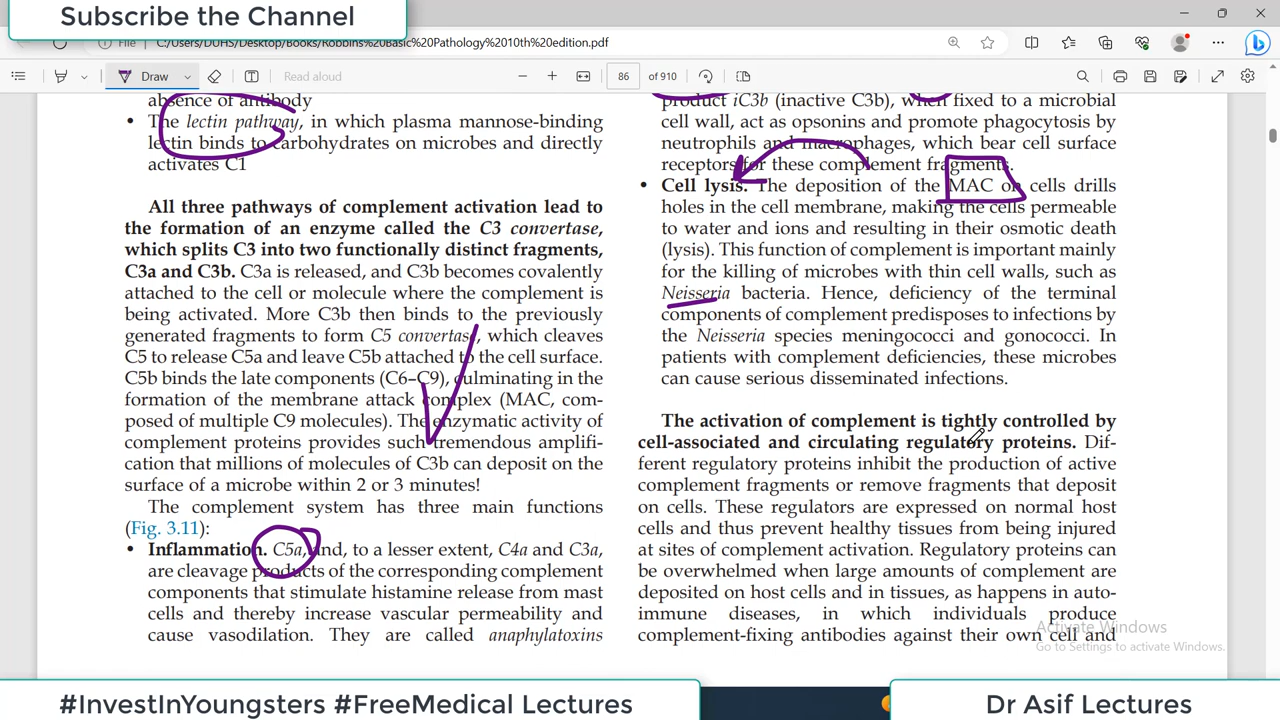 Subscribe the Channel
File
C:/Users/DUHS/Desktop/Books/Robbins%20Basic%20Pathology%2010th%20edition.pdf
Draw
Read aloud
86 of 910
absence of antibody
• The lectin pathway, in which plasma mannose-binding
lectin binds to carbohydrates on microbes and directly
activates C1
All three pathways of complement activation lead to
the formation of an enzyme called the C3 convertase,
which splits C3 into two functionally distinct fragments,
C3a and C3b. C3a is released, and C3b becomes covalently
attached to the cell or molecule where the complement is
being activated. More C3b then binds to the previously
generated fragments to form C5 convertase, which cleaves
C5 to release C5a and leave C5b attached to the cell surface.
C5b binds the late components (C6–C9), culminating in the
formation of the membrane attack complex (MAC, com-
posed of multiple C9 molecules). The enzymatic activity of
complement proteins provides such tremendous amplifi-
cation that millions of molecules of C3b can deposit on the
surface of a microbe within 2 or 3 minutes!
The complement system has three main functions
(Fig. 3.11):
• Inflammation. C5a, and, to a lesser extent, C4a and C3a,
are cleavage products of the corresponding complement
components that stimulate histamine release from mast
cells and thereby increase vascular permeability and
cause vasodilation. They are called anaphylatoxins
product iC3b (inactive C3b), when fixed to a microbial
cell wall, act as opsonins and promote phagocytosis by
neutrophils and macrophages, which bear cell surface
receptors for these complement fragments.
• Cell lysis. The deposition of the MAC on cells drills
holes in the cell membrane, making the cells permeable
to water and ions and resulting in their osmotic death
(lysis). This function of complement is important mainly
for the killing of microbes with thin cell walls, such as
Neisseria bacteria. Hence, deficiency of the terminal
components of complement predisposes to infections by
the Neisseria species meningococci and gonococci. In
patients with complement deficiencies, these microbes
can cause serious disseminated infections.
The activation of complement is tightly controlled by
cell-associated and circulating regulatory proteins. Dif-
ferent regulatory proteins inhibit the production of active
complement fragments or remove fragments that deposit
on cells. These regulators are expressed on normal host
cells and thus prevent healthy tissues from being injured
at sites of complement activation. Regulatory proteins can
be overwhelmed when large amounts of complement are
deposited on host cells and in tissues, as happens in auto-
immune diseases, in which individuals produce
complement-fixing antibodies against their own cell and
Activate Windows
Go to Settings to activate Windows.
#InvestInYoungsters #FreeMedical Lectures
Dr Asif Lectures